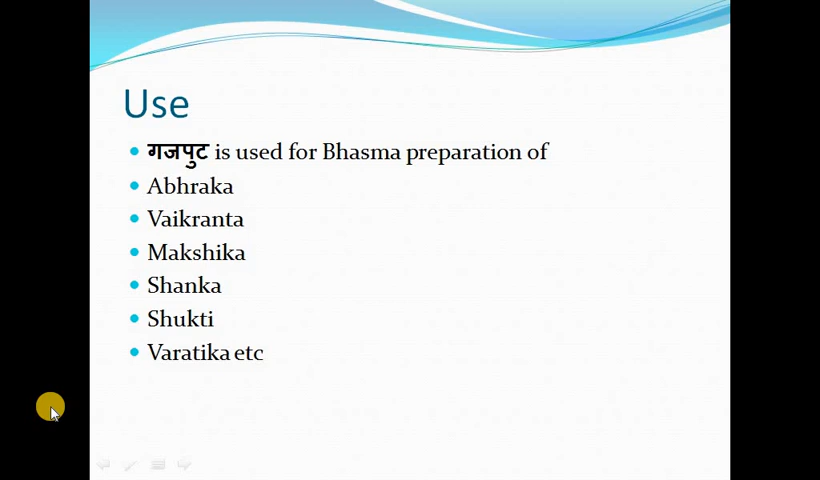 Use
गजपुट is used for Bhasma preparation of
Abhraka
Vaikranta
Makshika
Shanka
Shukti
Varatika etc